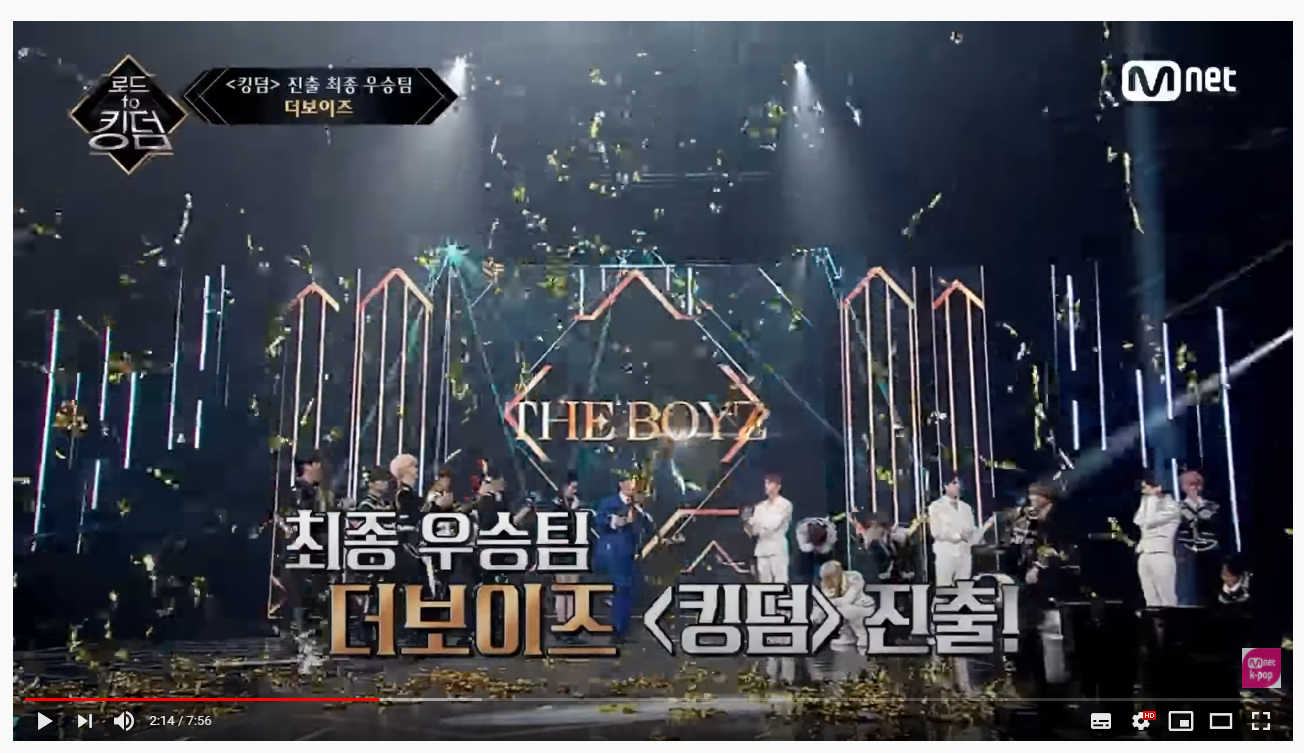 로드
to
킹덤
<킹덤> 진출 최종 우승팀
더보이즈
Mnet
THE BOYZ
최종 우승팀
더보이즈 <킹덤> 진출!
Mnet
k-pop
2:14 / 7:56
HD